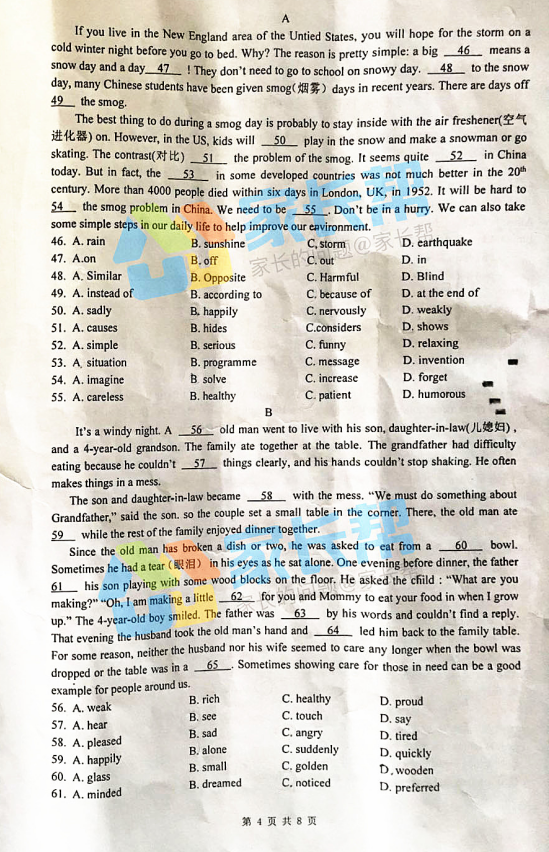 A
If you live in the New England area of the Untied States, you will hope for the storm on a
cold winter night before you go to bed. Why? The reason is pretty simple: a big 46 means a
snow day and a day 47 ! They don't need to go to school on snowy day. 48 to the snow
day, many Chinese students have been given smog(烟雾) days in recent years. There are days off
49 the smog.
The best thing to do during a smog day is probably to stay inside with the air freshener(空气
进化器) on. However, in the US, kids will 50 play in the snow and make a snowman or go
skating. The contrast(对比) 51 the problem of the smog. It seems quite 52 in China
today. But in fact, the 53 in some developed countries was not much better in the 20th
century. More than 4000 people died within six days in London, UK, in 1952. It will be hard to
54 the smog problem in China. We need to be 55 . Don't be in a hurry. We can also take
some simple steps in our daily life to help improve our environment.
46. A. rain B. sunshine C, storm D. earthquake
47. A.on B. off C. out D. in
48. A. Similar B. Opposite C. Harmful D. Blind
49. A. instead of B. according to C. because of D. at the end of
50. A. sadly B. happily C. nervously D. weakly
51. A. causes B. hides C.considers D. shows
52. A. simple B. serious C. funny D. relaxing
53. A. situation B. programme C. message D. invention
54. A. imagine B. solve C. increase D. forget
55. A. careless B. healthy C. patient D. humorous
B
It's a windy night. A 56 old man went to live with his son, daughter-in-law(儿媳妇) ,
and a 4-year-old grandson. The family ate together at the table. The grandfather had difficulty
eating because he couldn't 57 things clearly, and his hands couldn't stop shaking. He often
makes things in a mess.
The son and daughter-in-law became 58 with the mess. "We must do something about
Grandfather," said the son. so the couple set a small table in the corner. There, the old man ate
59 while the rest of the family enjoyed dinner together.
Since the old man has broken a dish or two, he was asked to eat from a 60 bowl.
Sometimes he had a tear (眼泪) in his eyes as he sat alone. One evening before dinner, the father
61 his son playing with some wood blocks on the floor. He asked the child : "What are you
making?" "Oh, I am making a little 62 for you and Mommy to eat your food in when I grow
up." The 4-year-old boy smiled. The father was 63 by his words and couldn't find a reply.
That evening the husband took the old man's hand and 64 led him back to the family table.
For some reason, neither the husband nor his wife seemed to care any longer when the bowl was
dropped or the table was in a 65 . Sometimes showing care for those in need can be a good
example for people around us.
56. A. weak B. rich C. healthy D. proud
57. A. hear B. see C. touch D. say
58. A. pleased B. sad C. angry D. tired
59. A. happily B. alone C. suddenly D. quickly
60. A. glass B. small C. golden D. wooden
61. A. minded B. dreamed C. noticed D. preferred
第 4 页 共 8 页
家长帮
家长的问题@家长帮
家长帮
家长的问题@家长帮